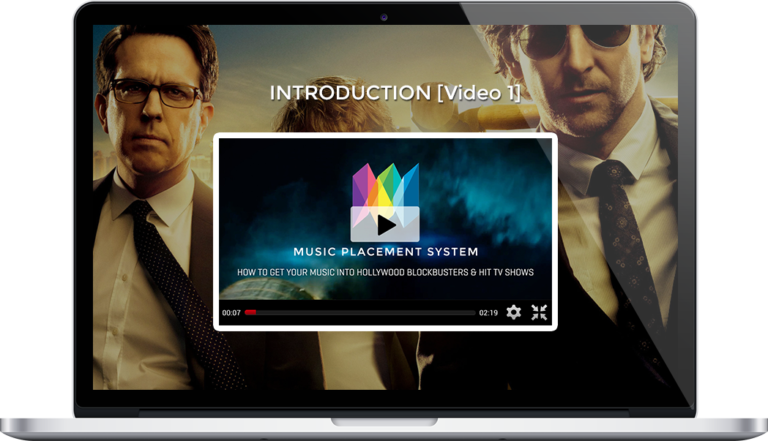 INTRODUCTION [Video 1]
MUSIC PLACEMENT SYSTEM
HOW TO GET YOUR MUSIC INTO HOLLYWOOD BLOCKBUSTERS & HIT TV SHOWS
00:07
02:19